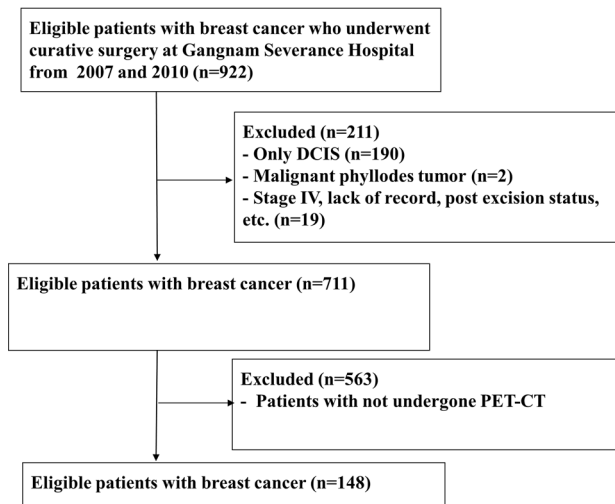 Eligible patients with breast cancer who underwent
curative surgery at Gangnam Severance Hospital
from 2007 and 2010 (n=922)
Excluded (n=211)
- Only DCIS (n=190)
- Malignant phyllodes tumor (n=2)
- Stage IV, lack of record, post excision status,
etc. (n=19)
Eligible patients with breast cancer (n=711)
Excluded (n=563)
- Patients with not undergone PET-CT
Eligible patients with breast cancer (n=148)